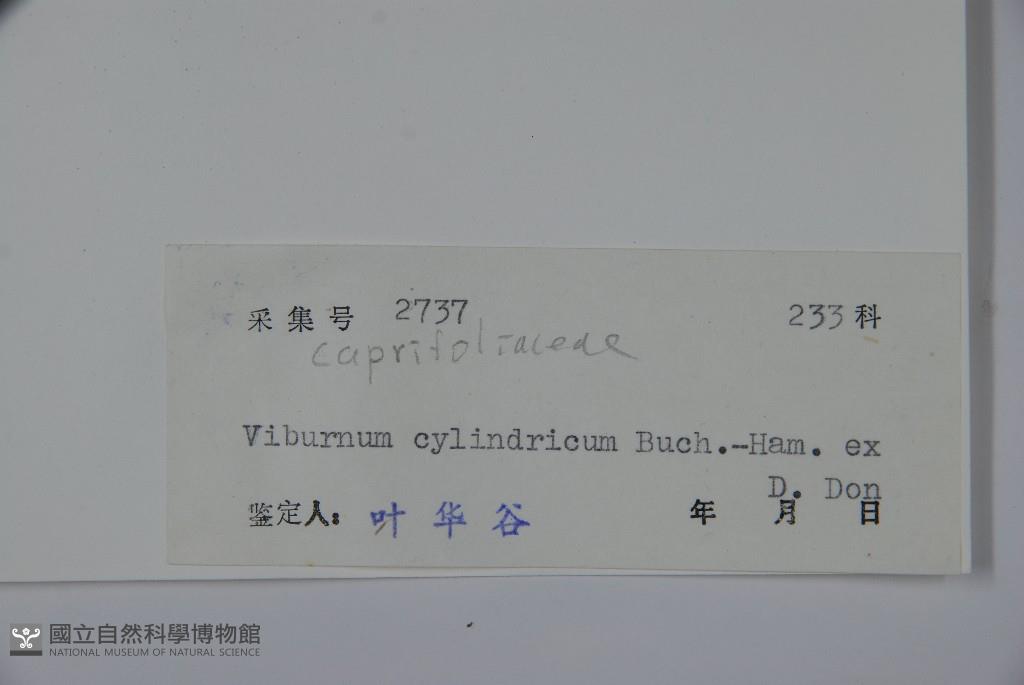 采集号 2737 233科
caprifoliaceae
Viburnum cylindricum Buch.-Ham. ex
D. Don
鉴定人: 叶华谷 年 月 日
國立自然科學博物館
NATIONAL MUSEUM OF NATURAL SCIENCE